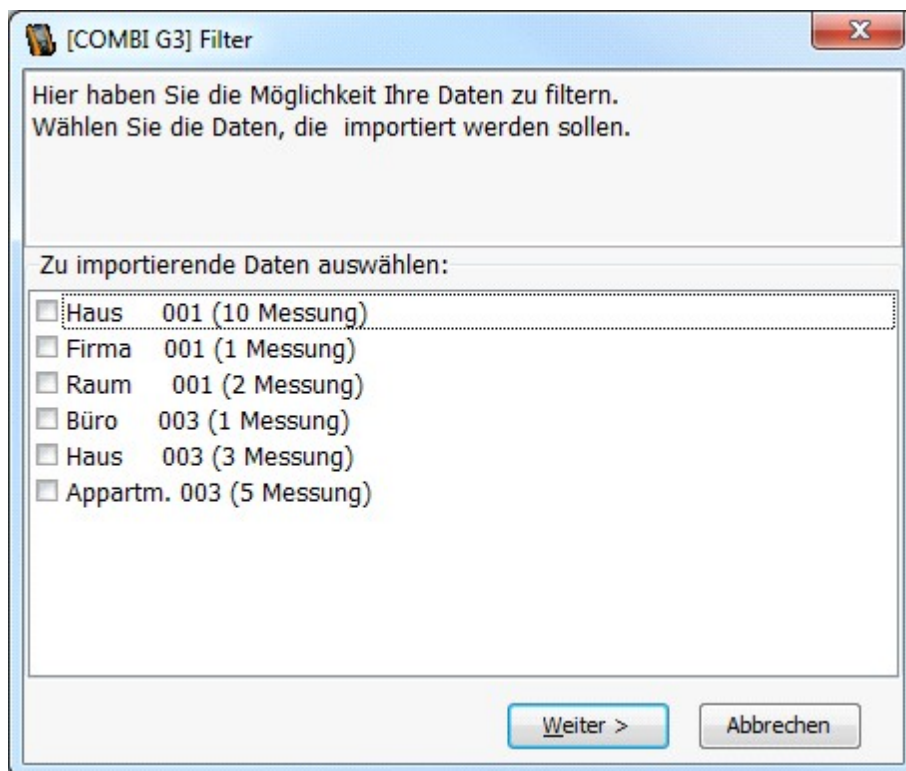 [COMBI G3] Filter
Hier haben Sie die Möglichkeit Ihre Daten zu filtern.
Wählen Sie die Daten, die  importiert werden sollen.
Zu importierende Daten auswählen:
Haus 001 (10 Messung)
Firma 001 (1 Messung)
Raum 001 (2 Messung)
Büro 003 (1 Messung)
Haus 003 (3 Messung)
Appartm. 003 (5 Messung)
Weiter > Abbrechen